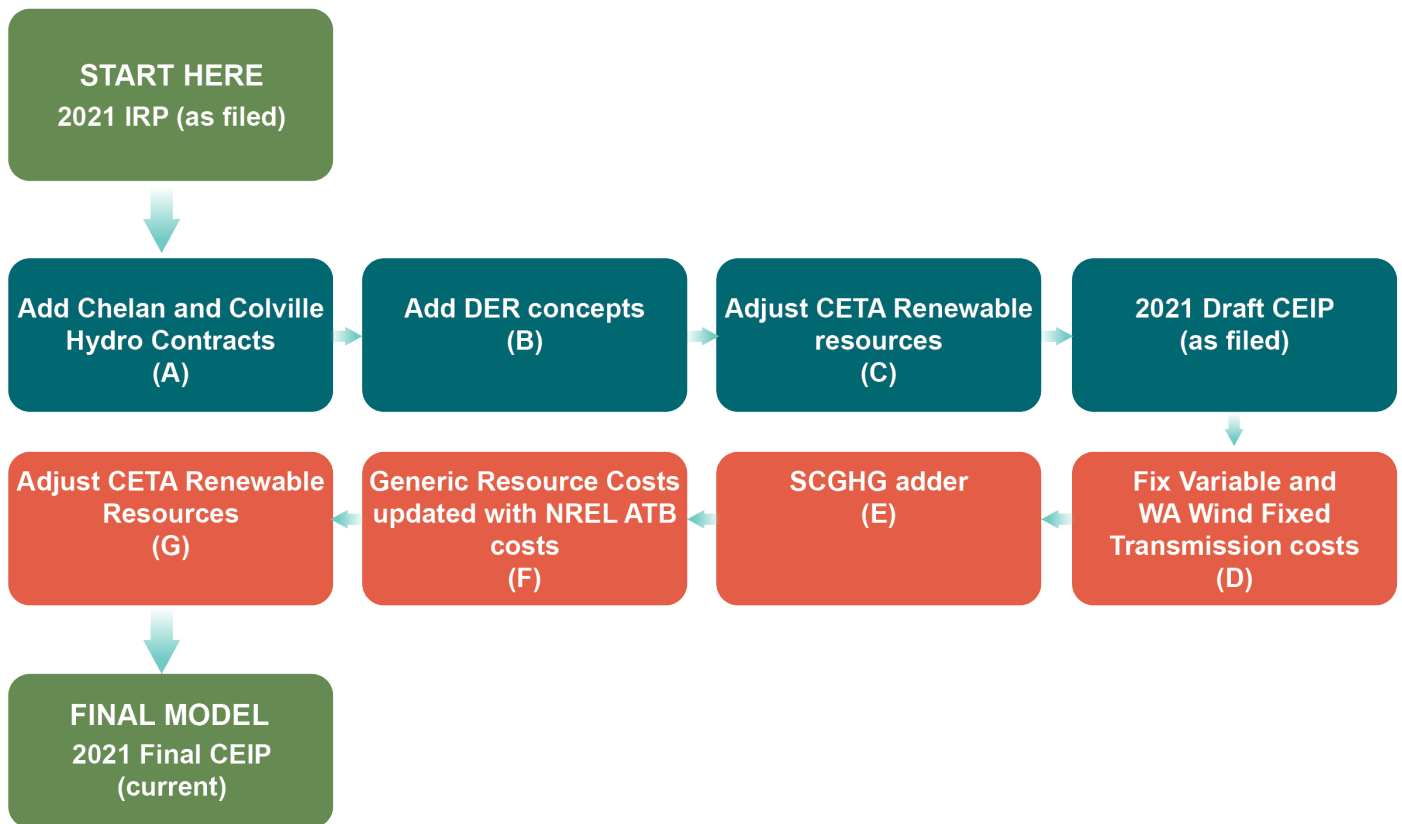 START HERE
2021 IRP (as filed)
Add Chelan and Colville
Hydro Contracts
(A)
Add DER concepts
(B)
Adjust CETA Renewable
resources
(C)
2021 Draft CEIP
(as filed)
Fix Variable and
WA Wind Fixed
Transmission costs
(D)
SCGHG adder
(E)
Generic Resource Costs
updated with NREL ATB
costs
(F)
Adjust CETA Renewable
Resources
(G)
FINAL MODEL
2021 Final CEIP
(current)